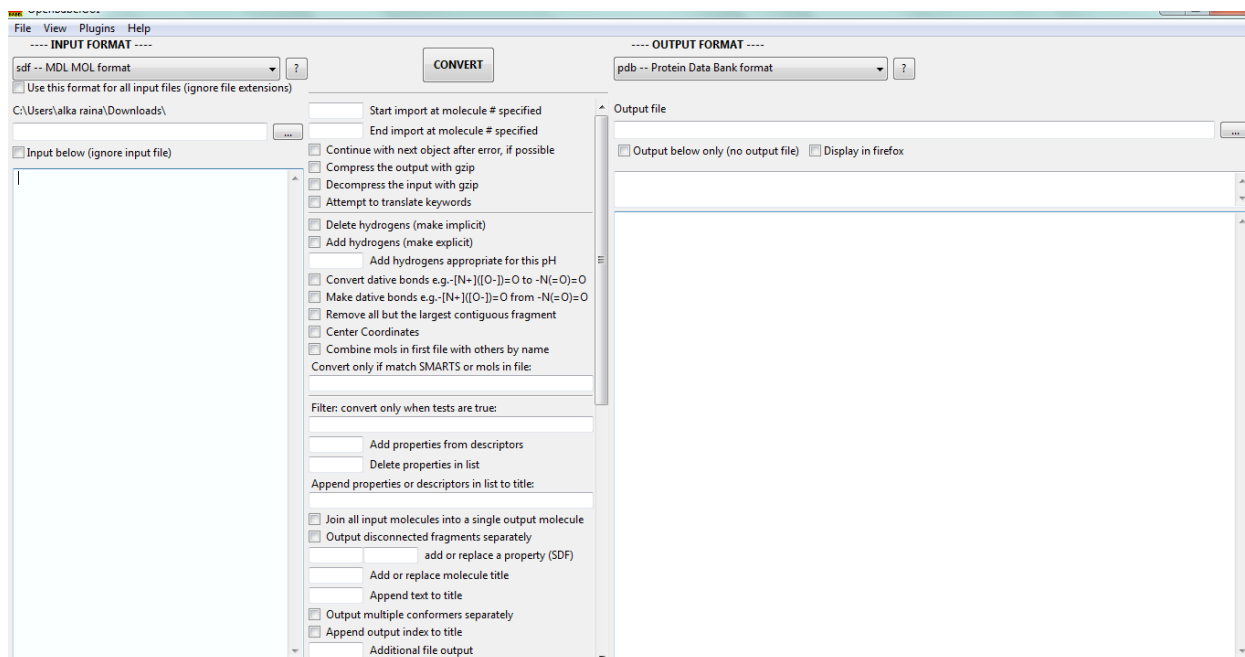 OpenBabelGUI
File View Plugins Help
---- INPUT FORMAT ----
sdf -- MDL MOL format
?
Use this format for all input files (ignore file extensions)
C:\Users\alka raina\Downloads\
...
Input below (ignore input file)
CONVERT
Start import at molecule # specified
End import at molecule # specified
Continue with next object after error, if possible
Compress the output with gzip
Decompress the input with gzip
Attempt to translate keywords
Delete hydrogens (make implicit)
Add hydrogens (make explicit)
Add hydrogens appropriate for this pH
Convert dative bonds e.g.-[N+]([O-])=O to -N(=O)=O
Make dative bonds e.g.-[N+]([O-])=O from -N(=O)=O
Remove all but the largest contiguous fragment
Center Coordinates
Combine mols in first file with others by name
Convert only if match SMARTS or mols in file:
Filter: convert only when tests are true:
Add properties from descriptors
Delete properties in list
Append properties or descriptors in list to title:
Join all input molecules into a single output molecule
Output disconnected fragments separately
add or replace a property (SDF)
Add or replace molecule title
Append text to title
Output multiple conformers separately
Append output index to title
Additional file output
---- OUTPUT FORMAT ----
pdb -- Protein Data Bank format
?
Output file
...
Output below only (no output file) Display in firefox